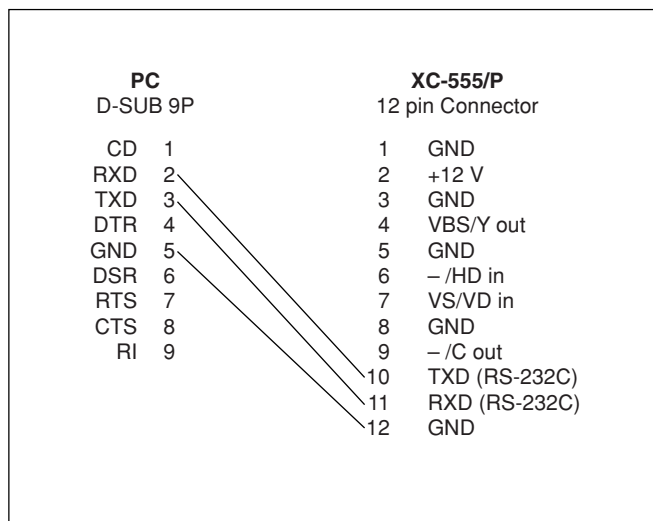 PC XC-555/P
D-SUB 9P 12 pin Connector
CD 1 1 GND
RXD 2 2 +12 V
TXD 3 3 GND
DTR 4 4 VBS/Y out
GND 5 5 GND
DSR 6 6 – /HD in
RTS 7 7 VS/VD in
CTS 8 8 GND
RI 9 9 – /C out
10 TXD (RS-232C)
11 RXD (RS-232C)
12 GND